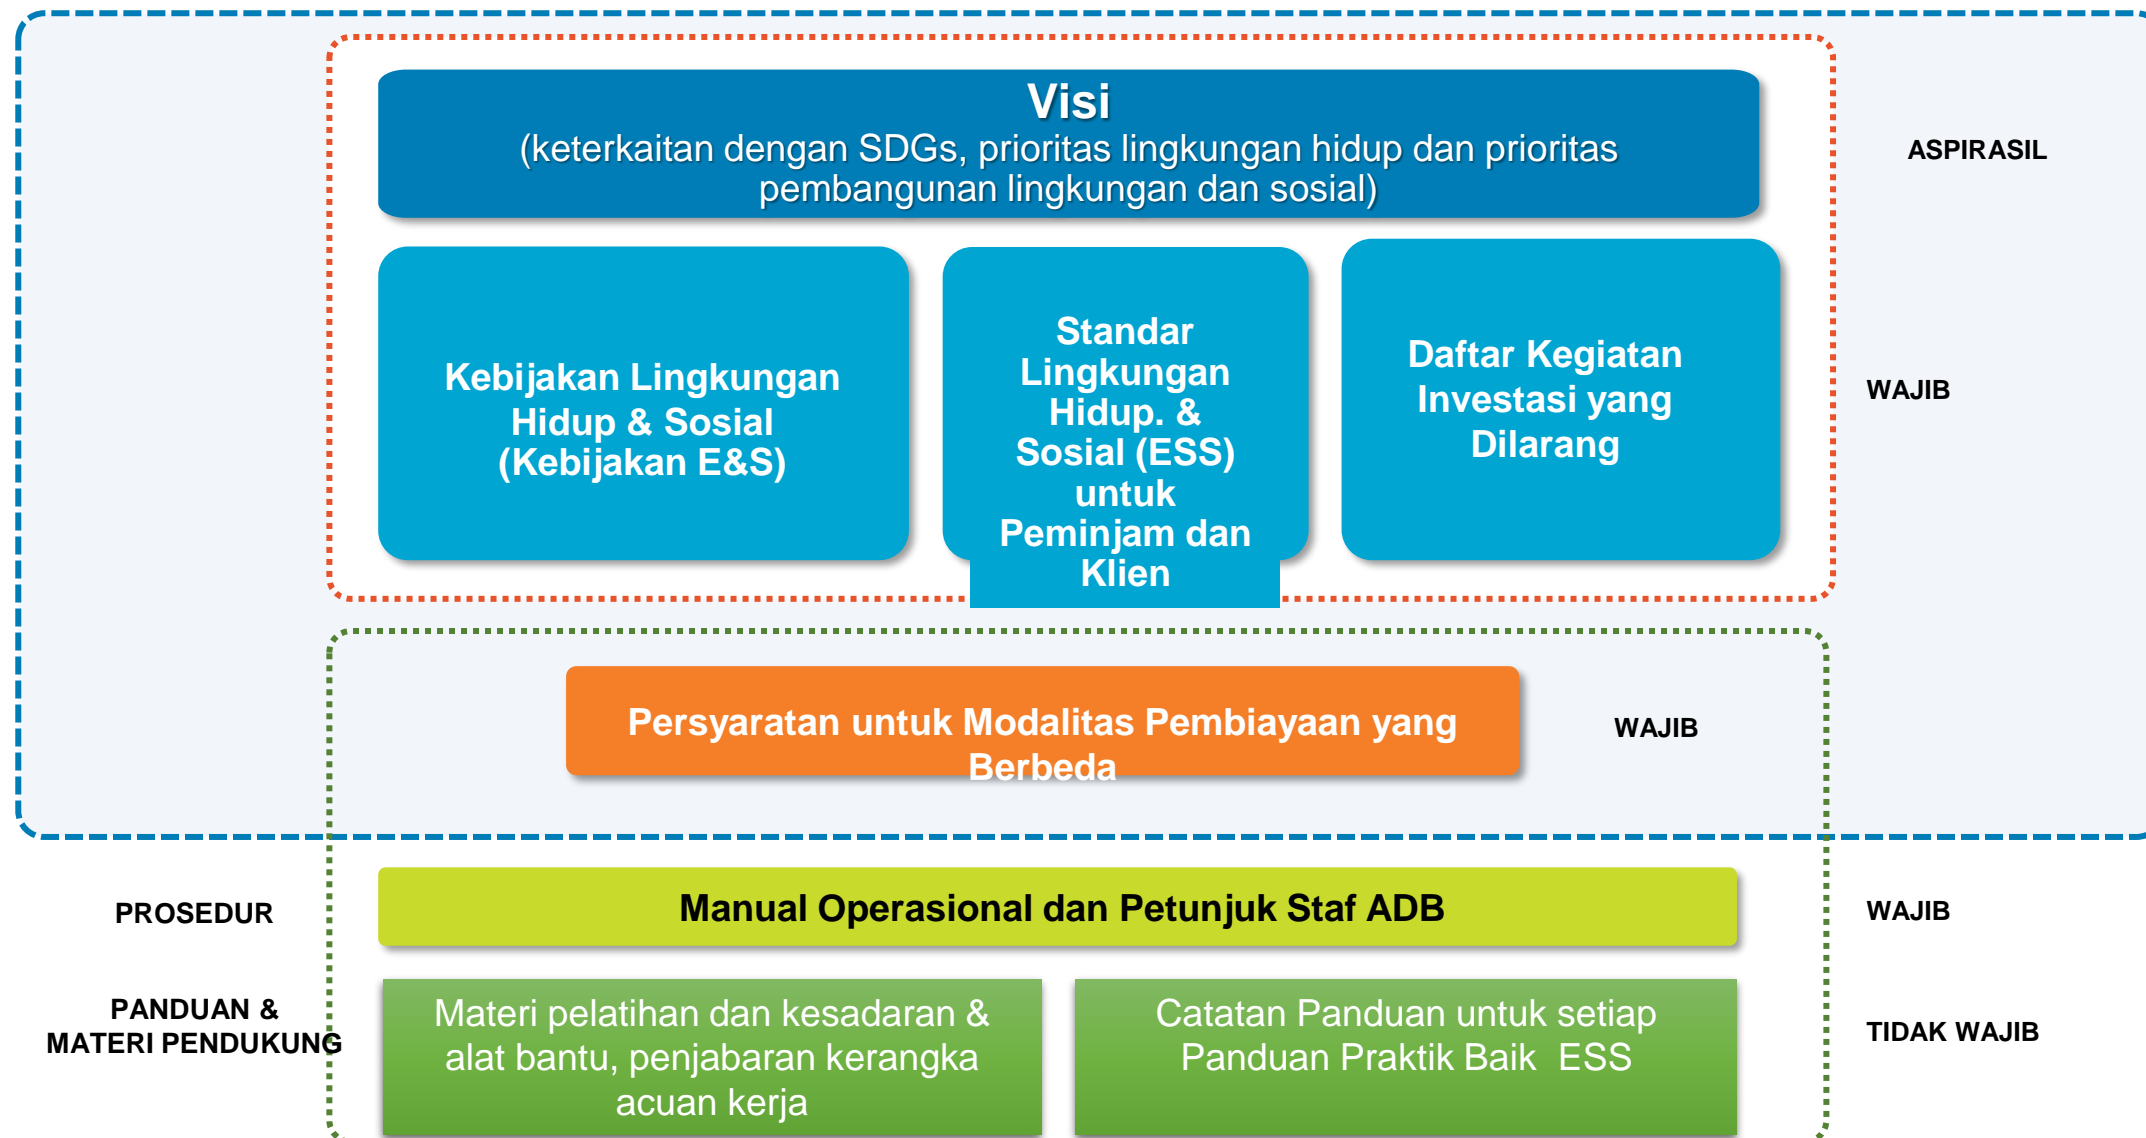 Visi
(keterkaitan dengan SDGs, prioritas lingkungan hidup dan prioritas
pembangunan lingkungan dan sosial)
ASPIRASIL
Kebijakan Lingkungan
Hidup & Sosial
(Kebijakan E&S)
Standar
Lingkungan
Hidup. &
Sosial (ESS)
untuk
Peminjam dan
Klien
Daftar Kegiatan
Investasi yang
Dilarang
WAJIB
Persyaratan untuk Modalitas Pembiayaan yang
Berbeda
WAJIB
PROSEDUR
Manual Operasional dan Petunjuk Staf ADB
WAJIB
PANDUAN &
MATERI PENDUKUNG
Materi pelatihan dan kesadaran &
alat bantu, penjabaran kerangka
acuan kerja
Catatan Panduan untuk setiap
Panduan Praktik Baik  ESS
TIDAK WAJIB